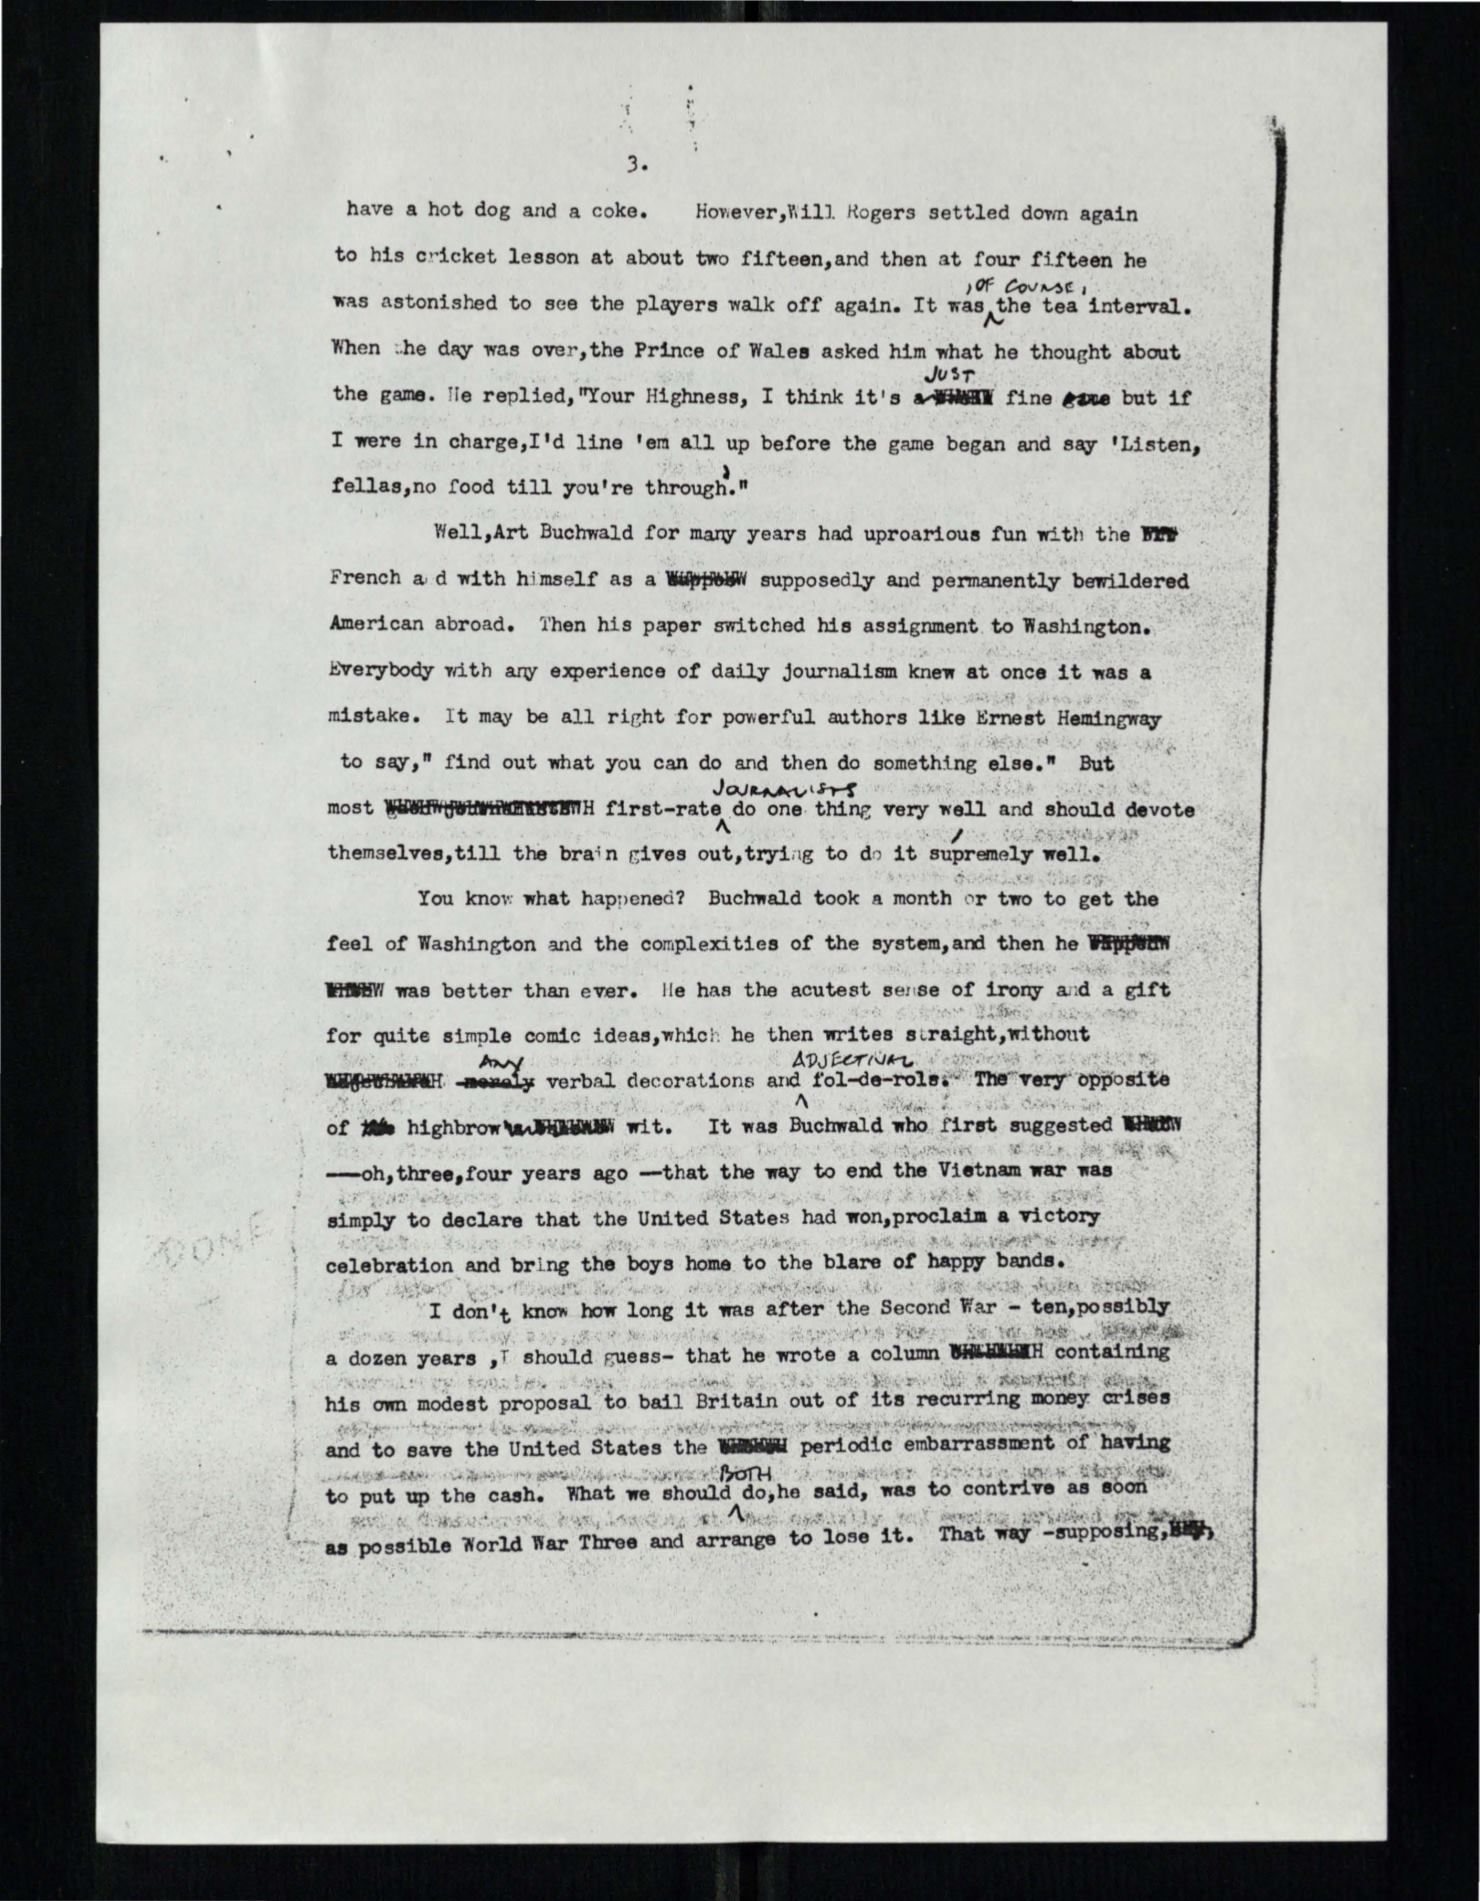 3.
have a hot dog and a coke. However,Will Rogers settled down again
to his cricket lesson at about two fifteen,and then at four fifteen he
was astonished to see the players walk off again. It was , OF COURSE, the tea interval.
When the day was over,the Prince of Wales asked him what he thought about
the game. He replied,"Your Highness, I think it's JUST fine but if
I were in charge,I'd line 'em all up before the game began and say 'Listen,
fellas,no food till you're through'."
Well,Art Buchwald for many years had uproarious fun with the
French a d with himself as a supposedly and permanently bewildered
American abroad. Then his paper switched his assignment to Washington.
Everybody with any experience of daily journalism knew at once it was a
mistake. It may be all right for powerful authors like Ernest Hemingway
to say," find out what you can do and then do something else." But
most first-rate JOURNALISTS do one thing very well and should devote
themselves,till the brain gives out,trying to do it supremely well.
You know what happened? Buchwald took a month or two to get the
feel of Washington and the complexities of the system,and then he
was better than ever. He has the acutest sense of irony and a gift
for quite simple comic ideas,which he then writes straight,without
ANY verbal decorations and ADJECTIVAL fol-de-rols. The very opposite
of highbrow wit. It was Buchwald who first suggested
—oh,three,four years ago —that the way to end the Vietnam war was
simply to declare that the United States had won,proclaim a victory
celebration and bring the boys home to the blare of happy bands.
I don't know how long it was after the Second War - ten,possibly
a dozen years ,I should guess- that he wrote a column containing
his own modest proposal to bail Britain out of its recurring money crises
and to save the United States the periodic embarrassment of having
to put up the cash. What we should BOTH do,he said, was to contrive as soon
as possible World War Three and arrange to lose it. That way -supposing,